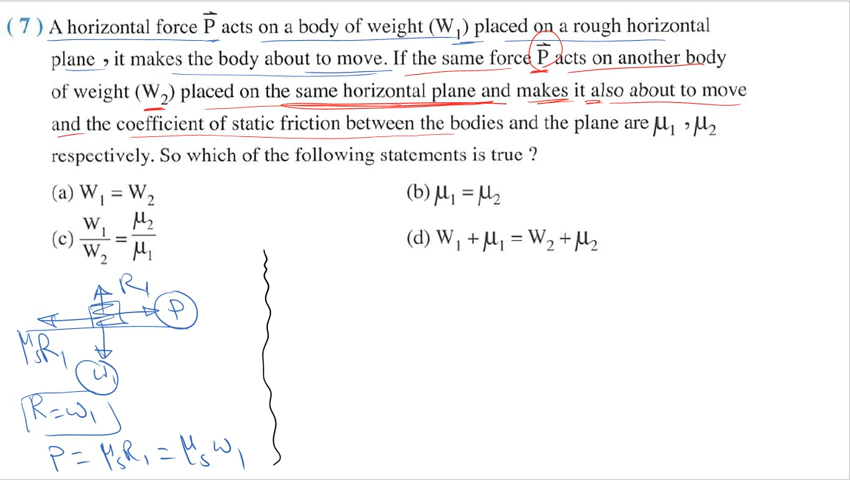 (7) A horizontal force P⃗ acts on a body of weight (W₁) placed on a rough horizontal
plane , it makes the body about to move. If the same force P⃗ acts on another body
of weight (W₂) placed on the same horizontal plane and makes it also about to move
and the coefficient of static friction between the bodies and the plane are μ₁ , μ₂
respectively. So which of the following statements is true ?
(a) W₁ = W₂ (b) μ₁ = μ₂
(c) W₁/W₂ = μ₂/μ₁ (d) W₁ + μ₁ = W₂ + μ₂
R₁
P
μₛR₁
W₁
R=W₁
P = μₛR₁ = μₛW₁